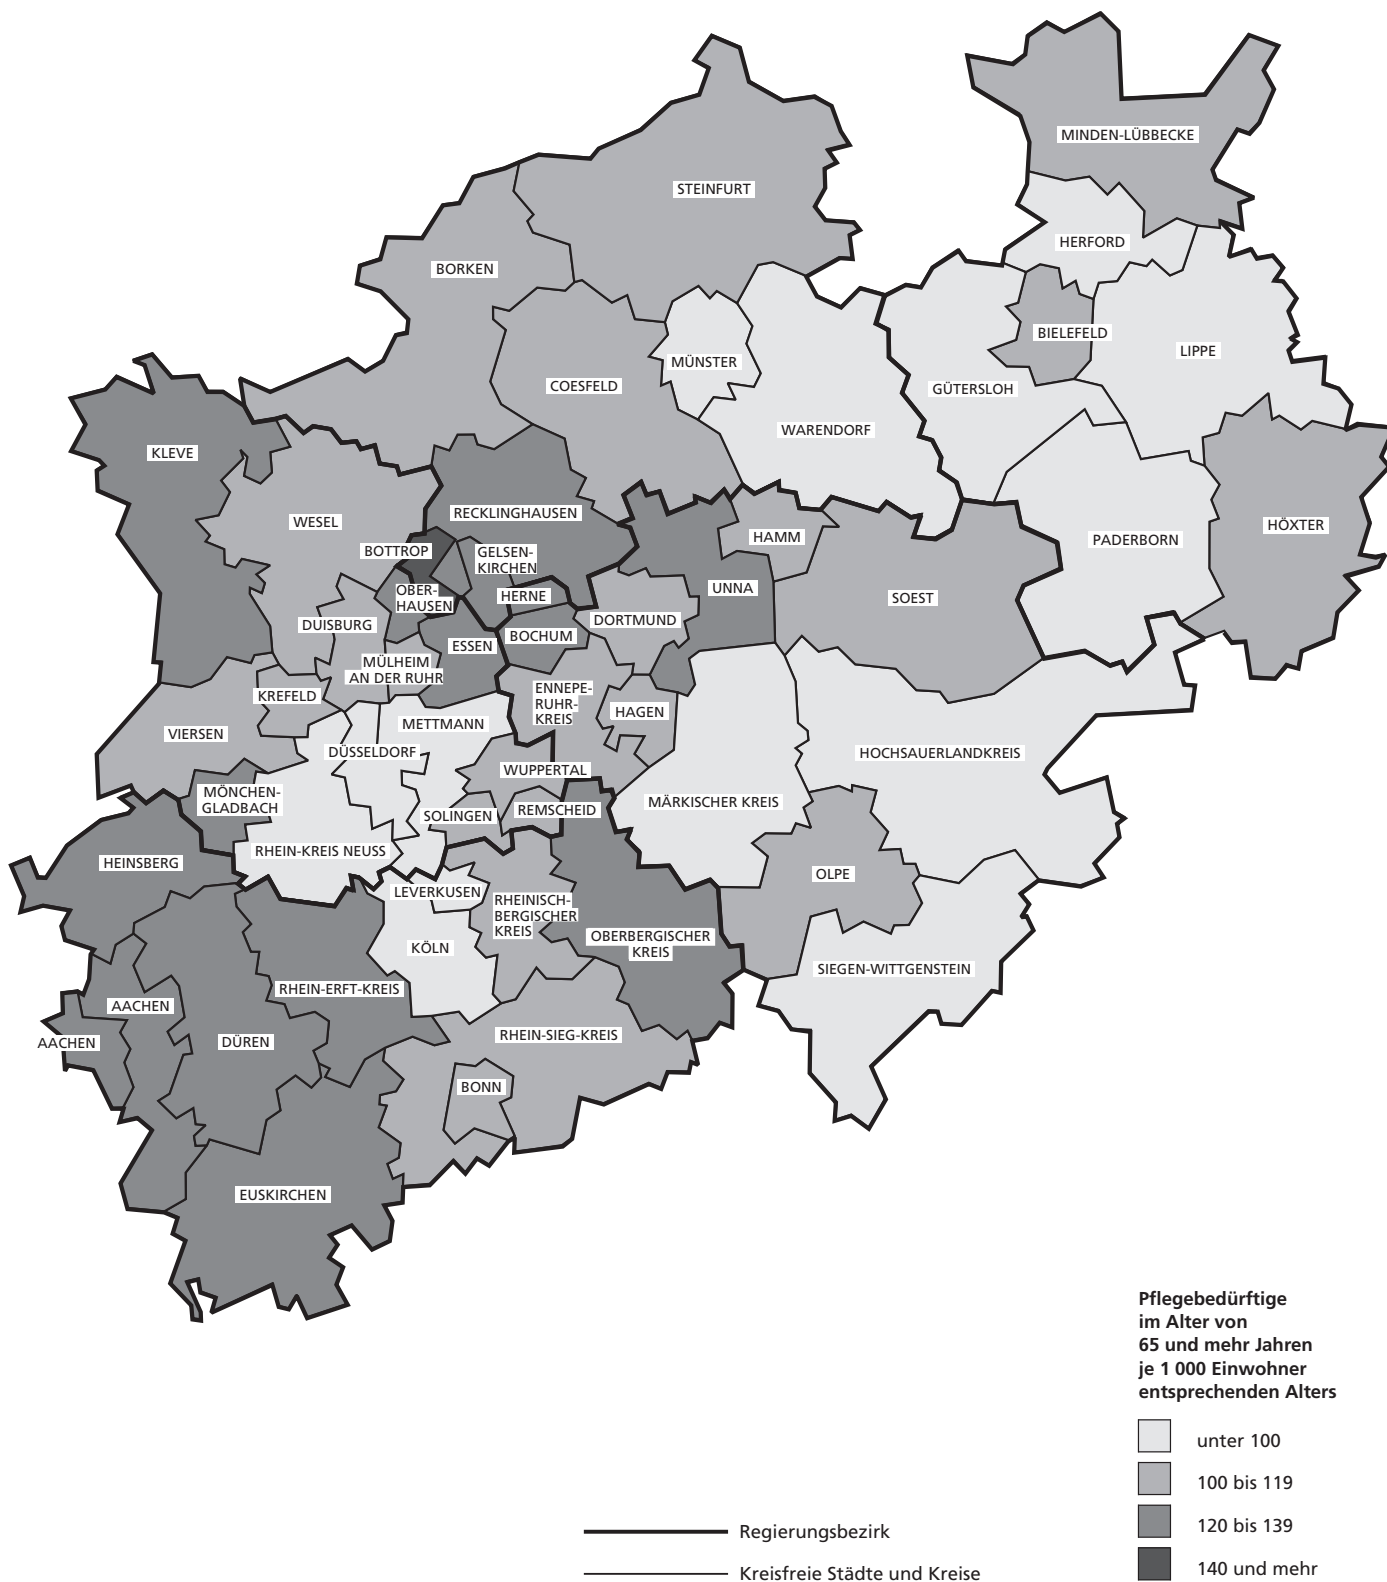 MINDEN-LÜBBECKE
STEINFURT
HERFORD
BORKEN
BIELEFELD
LIPPE
MÜNSTER
COESFELD
GÜTERSLOH
WARENDORF
KLEVE
RECKLINGHAUSEN
WESEL
HÖXTER
HAMM
PADERBORN
BOTTROP
GELSEN-
KIRCHEN
UNNA
OBER-
HAUSEN
HERNE
SOEST
DORTMUND
DUISBURG
BOCHUM
ESSEN
MÜLHEIM
AN DER RUHR
KREFELD
ENNEPE-
RUHR-
KREIS
HAGEN
METTMANN
VIERSEN
DÜSSELDORF
HOCHSAUERLANDKREIS
WUPPERTAL
MÖNCHEN-
GLADBACH
MÄRKISCHER KREIS
REMSCHEID
SOLINGEN
RHEIN-KREIS NEUSS
HEINSBERG
OLPE
LEVERKUSEN
RHEINISCH-
BERGISCHER
KREIS
OBERBERGISCHER
KREIS
KÖLN
SIEGEN-WITTGENSTEIN
RHEIN-ERFT-KREIS
AACHEN
RHEIN-SIEG-KREIS
AACHEN
DÜREN
BONN
EUSKIRCHEN
Pflegebedürftige
im Alter von
65 und mehr Jahren
je 1 000 Einwohner
entsprechenden Alters
unter 100
100 bis 119
120 bis 139
140 und mehr
Regierungsbezirk
Kreisfreie Städte und Kreise